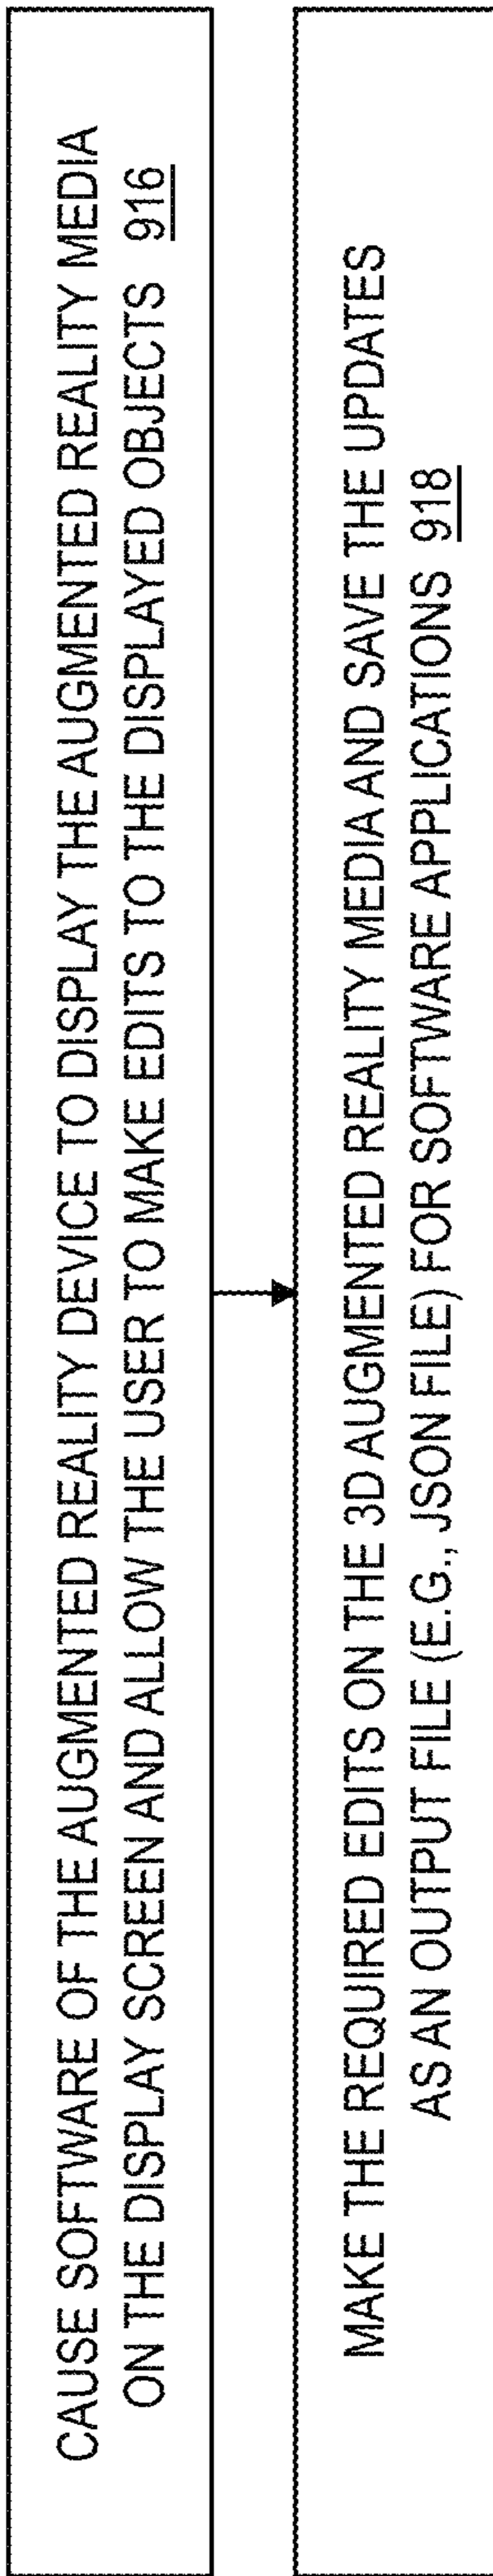 CAUSE SOFTWARE OF THE AUGMENTED REALITY DEVICE TO DISPLAY THE AUGMENTED REALITY MEDIA
ON THE DISPLAY SCREEN AND ALLOW THE USER TO MAKE EDITS TO THE DISPLAYED OBJECTS 916
MAKE THE REQUIRED EDITS ON THE 3D AUGMENTED REALITY MEDIA AND SAVE THE UPDATES
AS AN OUTPUT FILE (E.G., JSON FILE) FOR SOFTWARE APPLICATIONS 918